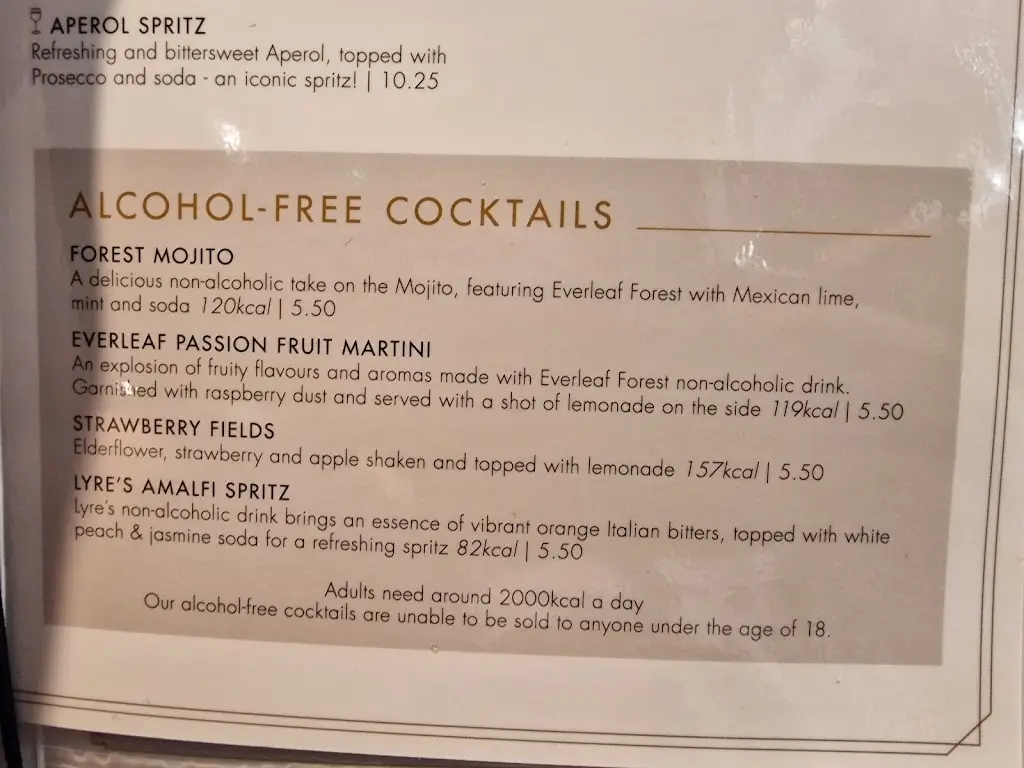 APEROL SPRITZ
Refreshing and bittersweet Aperol, topped with
Prosecco and soda - an iconic spritz! | 10.25
ALCOHOL-FREE COCKTAILS
FOREST MOJITO
A delicious non-alcoholic take on the Mojito, featuring Everleaf Forest with Mexican lime,
mint and soda 120kcal | 5.50
EVERLEAF PASSION FRUIT MARTINI
An explosion of fruity flavours and aromas made with Everleaf Forest non-alcoholic drink.
Garnished with raspberry dust and served with a shot of lemonade on the side 119kcal | 5.50
STRAWBERRY FIELDS
Elderflower, strawberry and apple shaken and topped with lemonade 157kcal | 5.50
LYRE'S AMALFI SPRITZ
Lyre's non-alcoholic drink brings an essence of vibrant orange Italian bitters, topped with white
peach & jasmine soda for a refreshing spritz 82kcal | 5.50
Adults need around 2000kcal a day
Our alcohol-free cocktails are unable to be sold to anyone under the age of 18.